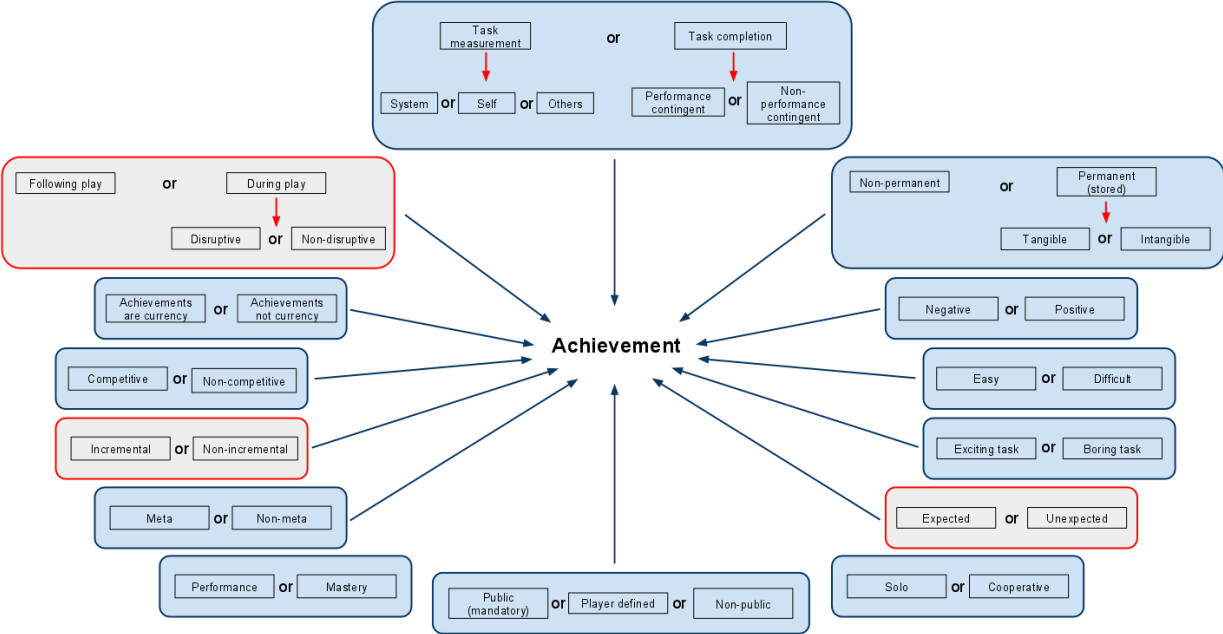 Task
measurement
or
Task completion
System or Self or Others
Performance
contingent
or
Non-
performance
contingent
Following play or During play
Disruptive or Non-disruptive
Non-permanent or Permanent
(stored)
Tangible or Intangible
Achievements
are currency
or
Achievements
not currency
Negative or Positive
Achievement
Competitive or Non-competitive
Easy or Difficult
Incremental or Non-incremental
Exciting task or Boring task
Meta or Non-meta
Expected or Unexpected
Performance or Mastery
Public
(mandatory)
or Player defined or Non-public
Solo or Cooperative